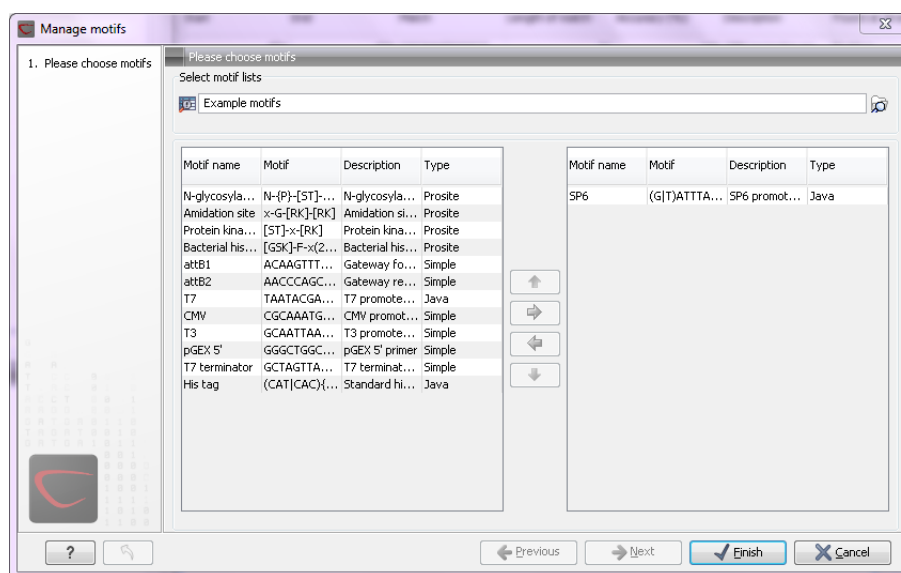 Manage motifs
1. Please choose motifs
Please choose motifs
Select motif lists
Example motifs
Motif name Motif Description Type
N-glycosyla... N-{P}-[ST]-... N-glycosyla... Prosite
Amidation site x-G-[RK]-[RK] Amidation si... Prosite
Protein kina... [ST]-x-[RK] Protein kina... Prosite
Bacterial his... [GSK]-F-x(2... Bacterial his... Prosite
attB1 ACAAGTTT... Gateway fo... Simple
attB2 AACCCAGC... Gateway re... Simple
T7 TAATACGA... T7 promote... Java
CMV CGCAAATG... CMV promot... Simple
T3 GCAATTAA... T3 promote... Simple
pGEX 5' GGGCTGGC... pGEX 5' primer Simple
T7 terminator GCTAGTTA... T7 terminat... Simple
His tag (CAT|CAC){... Standard hi... Java
Motif name Motif Description Type
SP6 (G|T)ATTTA... SP6 promot... Java
? Previous Next Finish Cancel